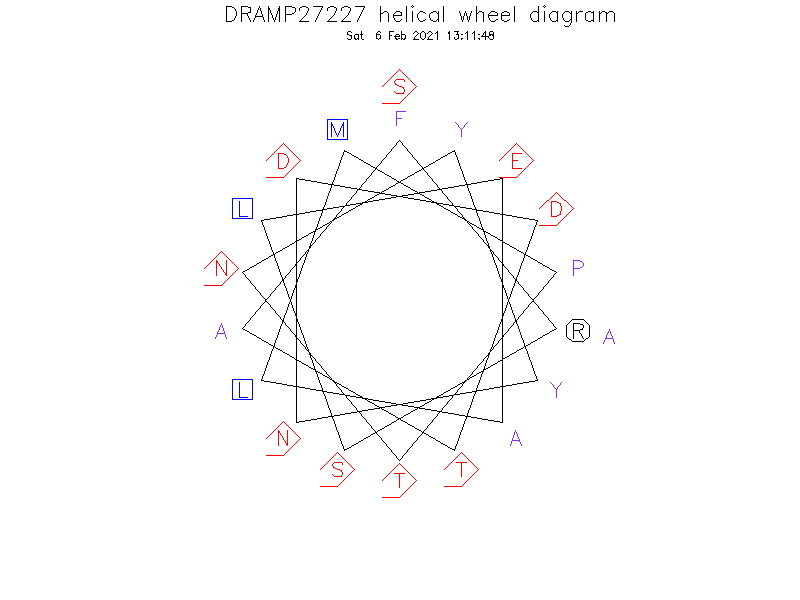 DRAMP27227 helical wheel diagram
Sat 6 Feb 2021 13:11:48
S
M F Y
D E
L D
N P
A R A
L Y
N A
S T T